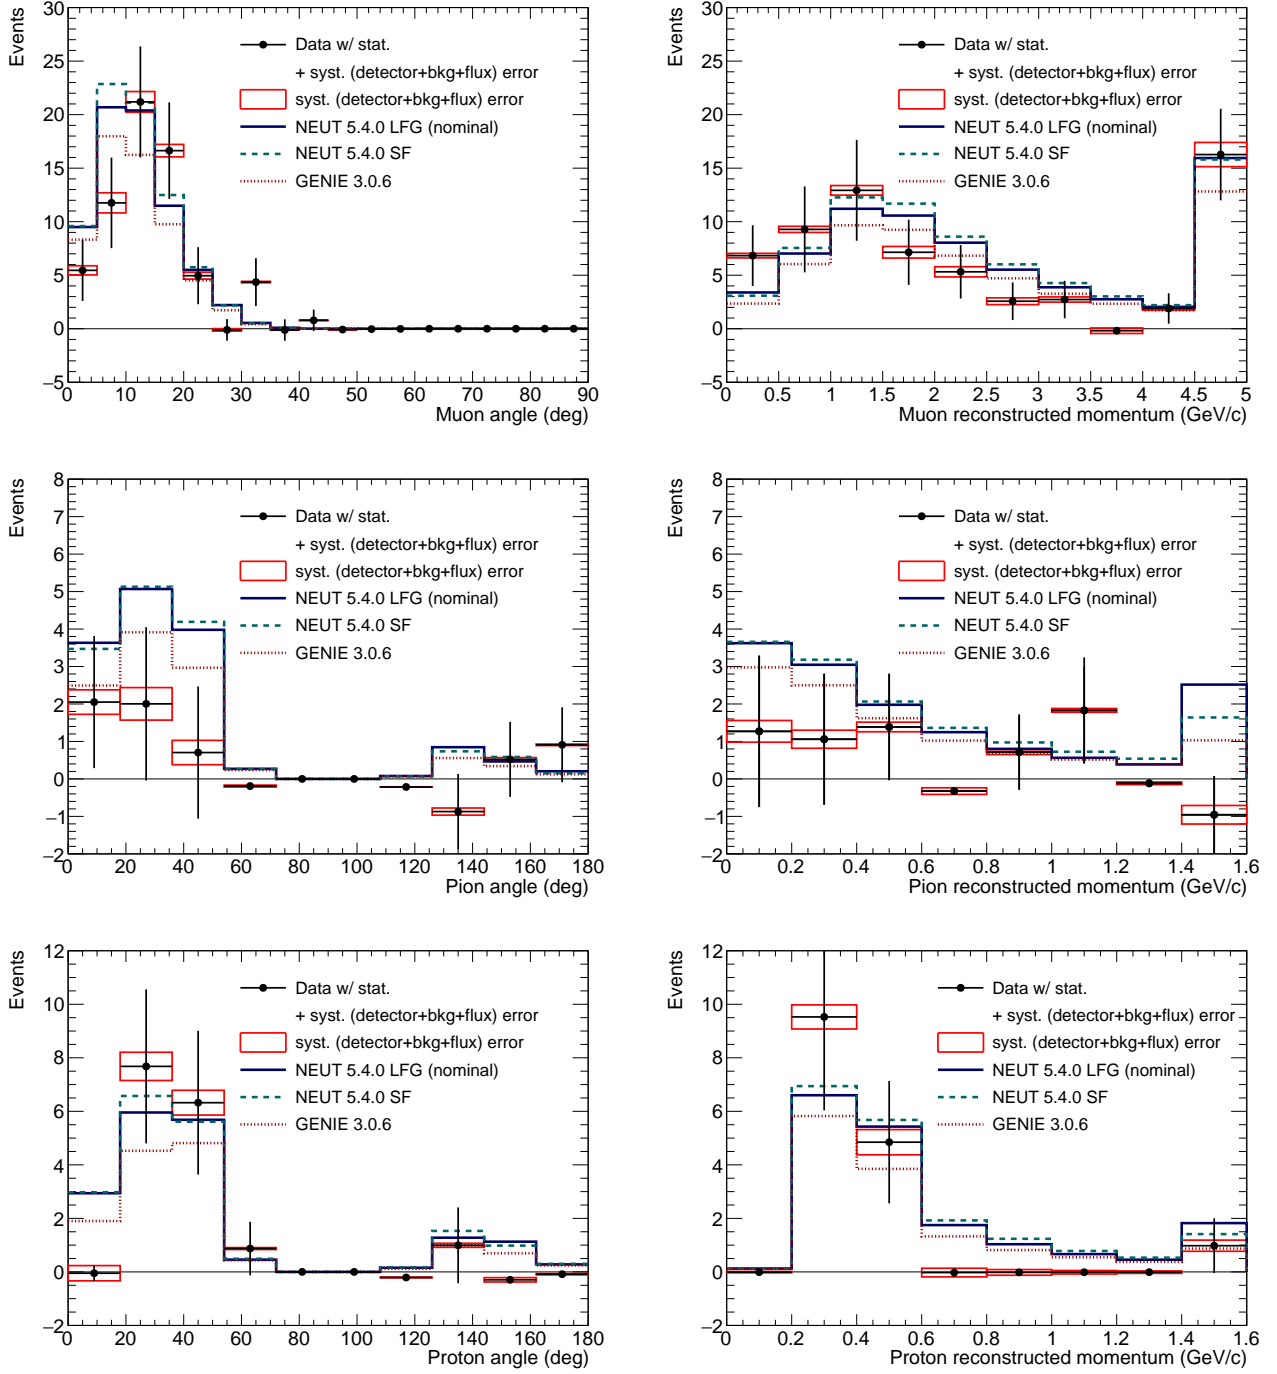 Events
30
25
20
15
10
5
0
−5
0 10 20 30 40 50 60 70 80 90
Muon angle (deg)
Data w/ stat.
+ syst. (detector+bkg+flux) error
syst. (detector+bkg+flux) error
NEUT 5.4.0 LFG (nominal)
NEUT 5.4.0 SF
GENIE 3.0.6
Events
30
25
20
15
10
5
0
−5
0 0.5 1 1.5 2 2.5 3 3.5 4 4.5 5
Muon reconstructed momentum (GeV/c)
Data w/ stat.
+ syst. (detector+bkg+flux) error
syst. (detector+bkg+flux) error
NEUT 5.4.0 LFG (nominal)
NEUT 5.4.0 SF
GENIE 3.0.6
Events
8
7
6
5
4
3
2
1
0
−1
−2
0 20 40 60 80 100 120 140 160 180
Pion angle (deg)
Data w/ stat.
+ syst. (detector+bkg+flux) error
syst. (detector+bkg+flux) error
NEUT 5.4.0 LFG (nominal)
NEUT 5.4.0 SF
GENIE 3.0.6
Events
8
7
6
5
4
3
2
1
0
−1
−2
0 0.2 0.4 0.6 0.8 1 1.2 1.4 1.6
Pion reconstructed momentum (GeV/c)
Data w/ stat.
+ syst. (detector+bkg+flux) error
syst. (detector+bkg+flux) error
NEUT 5.4.0 LFG (nominal)
NEUT 5.4.0 SF
GENIE 3.0.6
Events
12
10
8
6
4
2
0
−2
0 20 40 60 80 100 120 140 160 180
Proton angle (deg)
Data w/ stat.
+ syst. (detector+bkg+flux) error
syst. (detector+bkg+flux) error
NEUT 5.4.0 LFG (nominal)
NEUT 5.4.0 SF
GENIE 3.0.6
Events
12
10
8
6
4
2
0
−2
0 0.2 0.4 0.6 0.8 1 1.2 1.4 1.6
Proton reconstructed momentum (GeV/c)
Data w/ stat.
+ syst. (detector+bkg+flux) error
syst. (detector+bkg+flux) error
NEUT 5.4.0 LFG (nominal)
NEUT 5.4.0 SF
GENIE 3.0.6